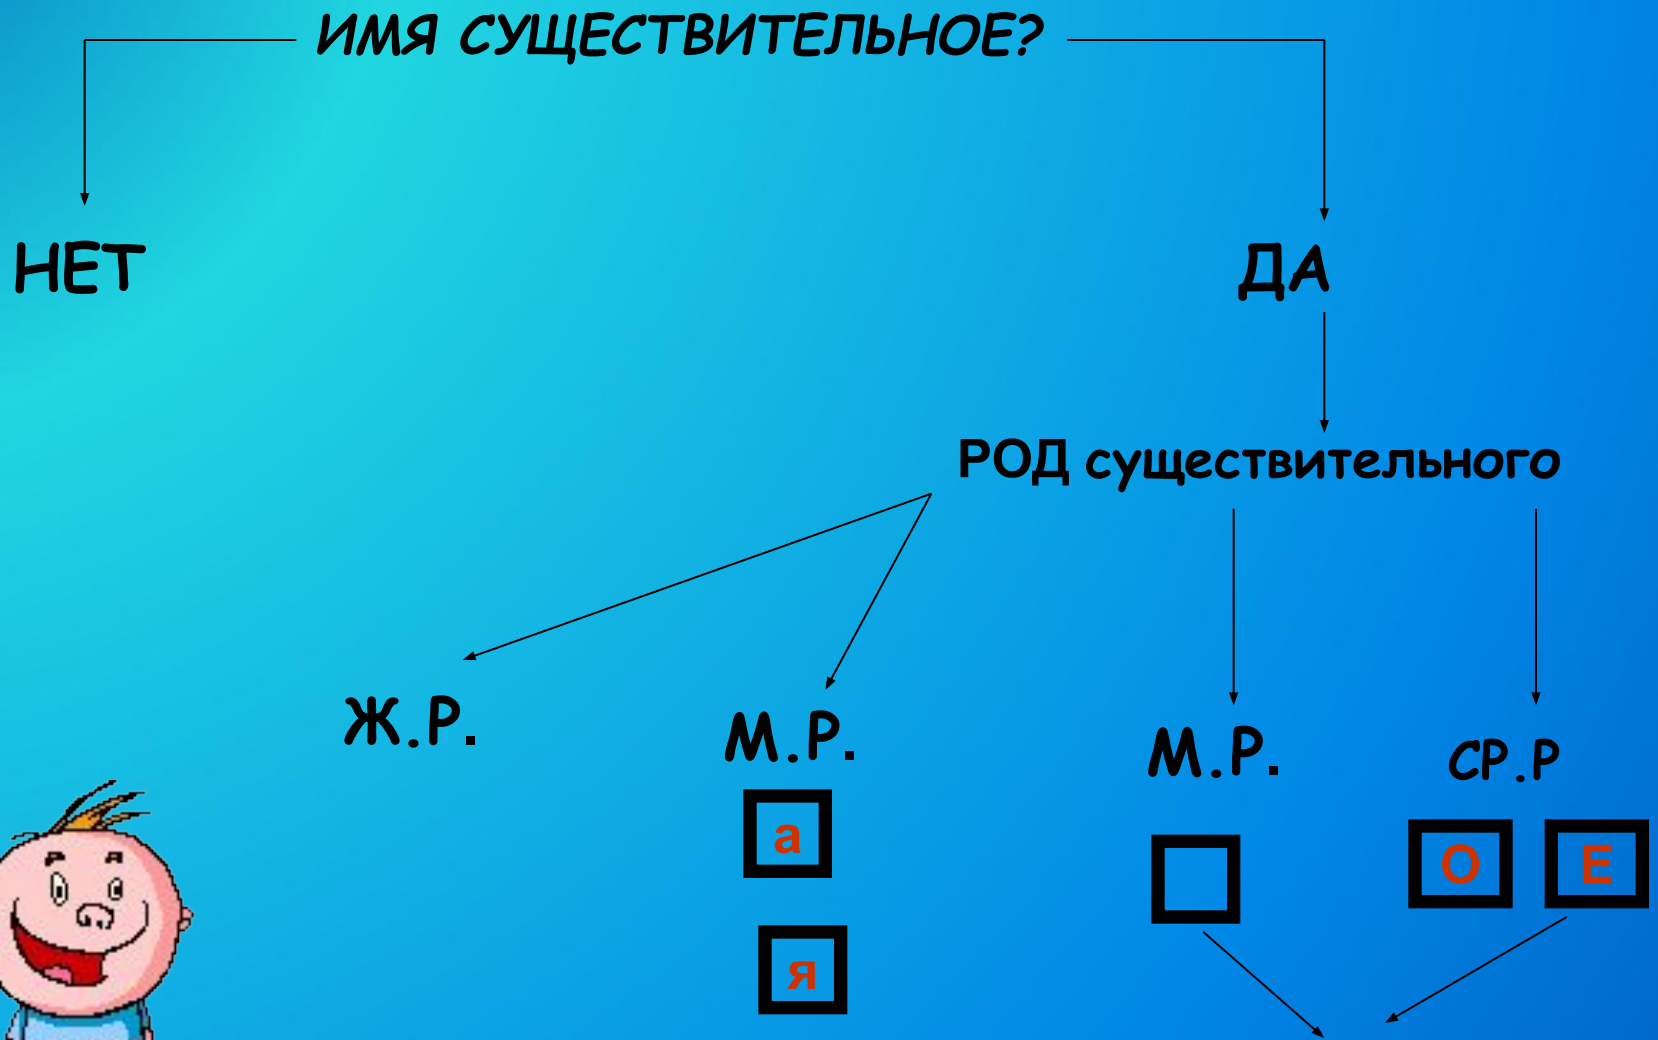 ИМЯ СУЩЕСТВИТЕЛЬНОЕ?
НЕТ
ДА
РОД существительного
Ж.Р.
М.Р.
М.Р.
СР.Р
а
О
Е
я